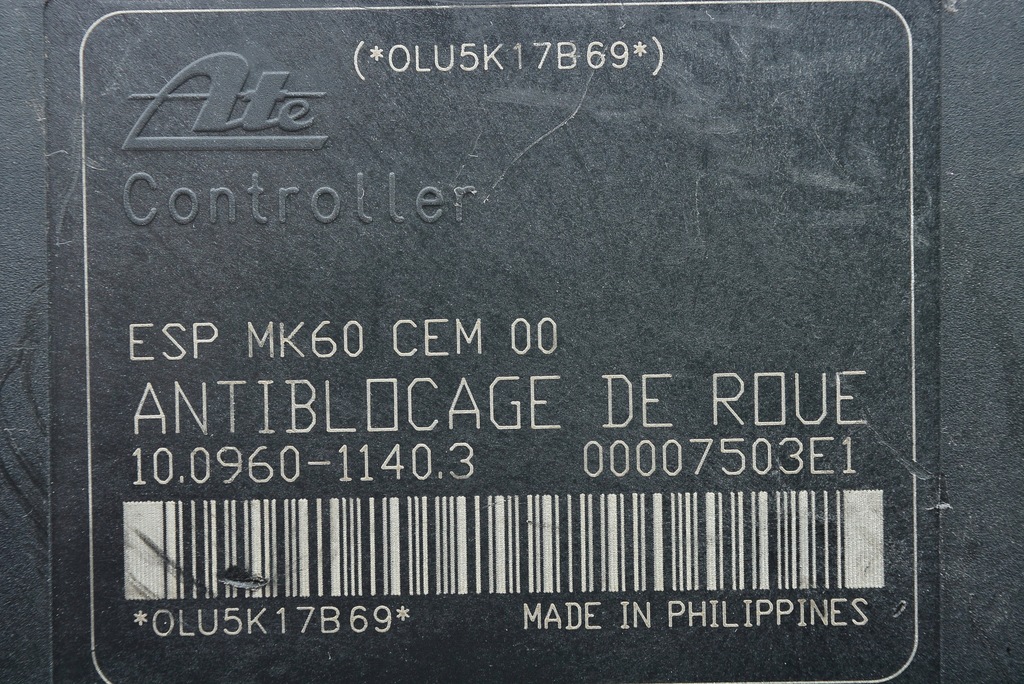 (*OLU5K17B69*)
Ate
Controller
ESP MK60 CEM 00
ANTIBLOCAGE DE ROUE
10.0960-1140.3 00007503E1
*OLU5K17B69* MADE IN PHILIPPINES